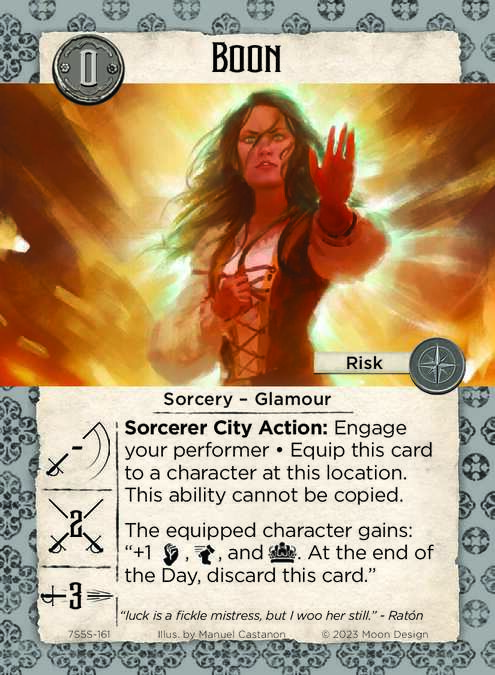 0
BOON
Risk
Sorcery – Glamour
Sorcerer City Action: Engage
your performer • Equip this card
to a character at this location.
This ability cannot be copied.
The equipped character gains:
“+1 , , and . At the end of
the Day, discard this card.”
-
2
+3
“luck is a fickle mistress, but I woo her still.” - Ratón
7S5S-161 Illus. by Manuel Castanon © 2023 Moon Design